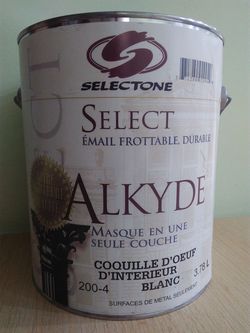 SELECTONE
SELECT
ÉMAIL FROTTABLE, DURABLE
ALKYDE
MASQUE EN UNE
SEULE COUCHE
COQUILLE D'OEUF
D'INTERIEUR
BLANC
3.78 L
200-4
SURFACES DE METAL SEULEMENT